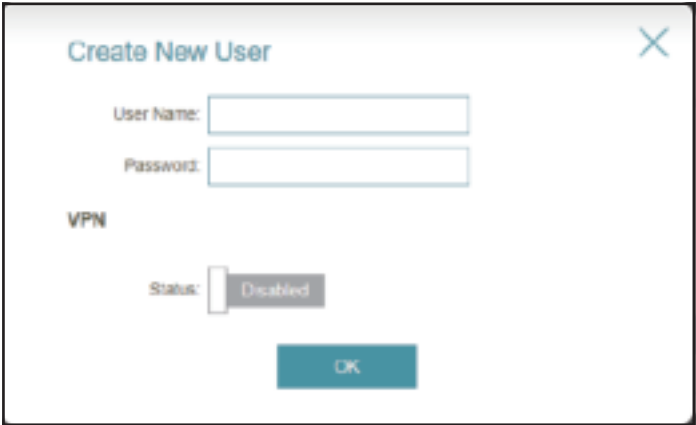 Create New User
User Name:
Password:
VPN
Status: Disabled
OK